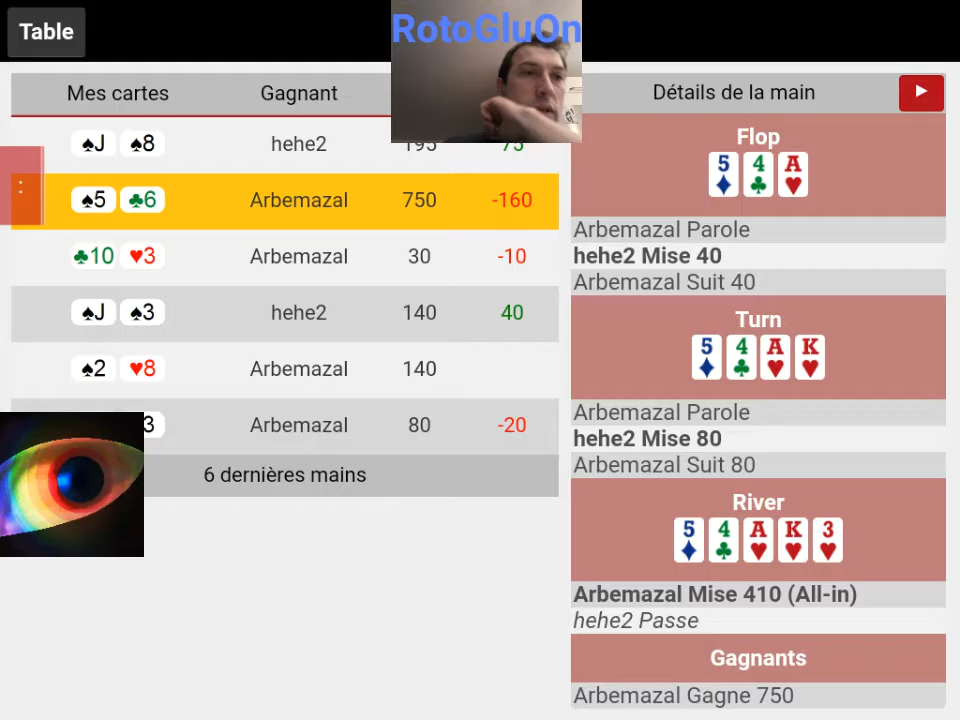 Table
RotoGluOn
Mes cartes Gagnant
♠J ♠8 hehe2 195 75
♠5 ♣6 Arbemazal 750 -160
♣10 ♥3 Arbemazal 30 -10
♠J ♠3 hehe2 140 40
♠2 ♥8 Arbemazal 140
3 Arbemazal 80 -20
6 dernières mains
Détails de la main
Flop
5♦ 4♣ A♥
Arbemazal Parole
hehe2 Mise 40
Arbemazal Suit 40
Turn
5♦ 4♣ A♥ K♥
Arbemazal Parole
hehe2 Mise 80
Arbemazal Suit 80
River
5♦ 4♣ A♥ K♥ 3♥
Arbemazal Mise 410 (All-in)
hehe2 Passe
Gagnants
Arbemazal Gagne 750